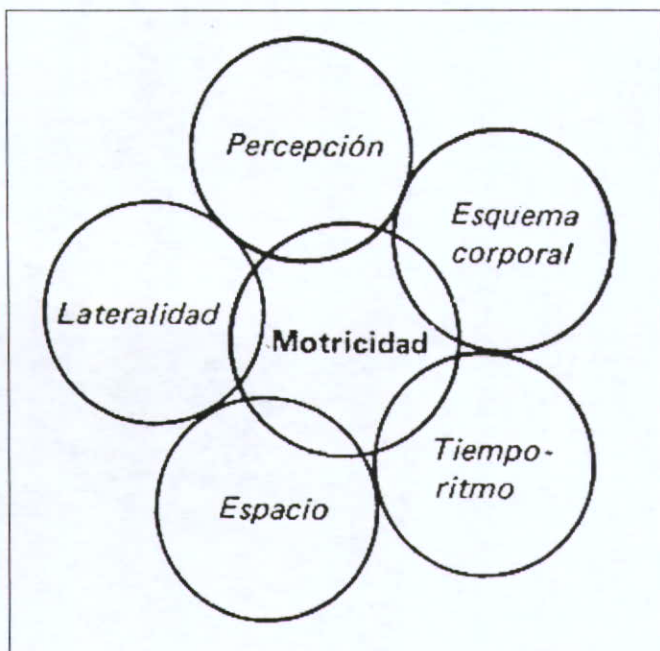 Percepción
Esquema
corporal
Lateralidad
Motricidad
Tiempo-
ritmo
Espacio